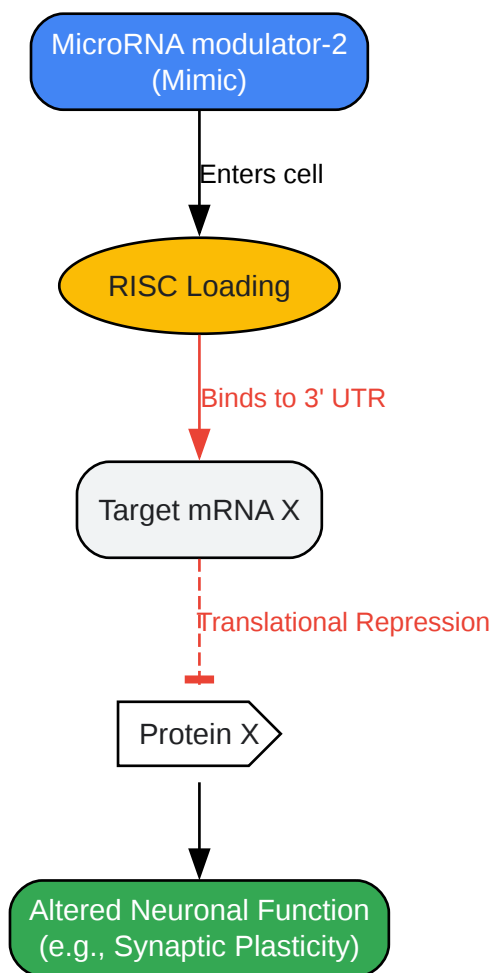 MicroRNA modulator-2
(Mimic)
Enters cell
RISC Loading
Binds to 3' UTR
Target mRNA X
Translational Repression
Protein X
Altered Neuronal Function
(e.g., Synaptic Plasticity)